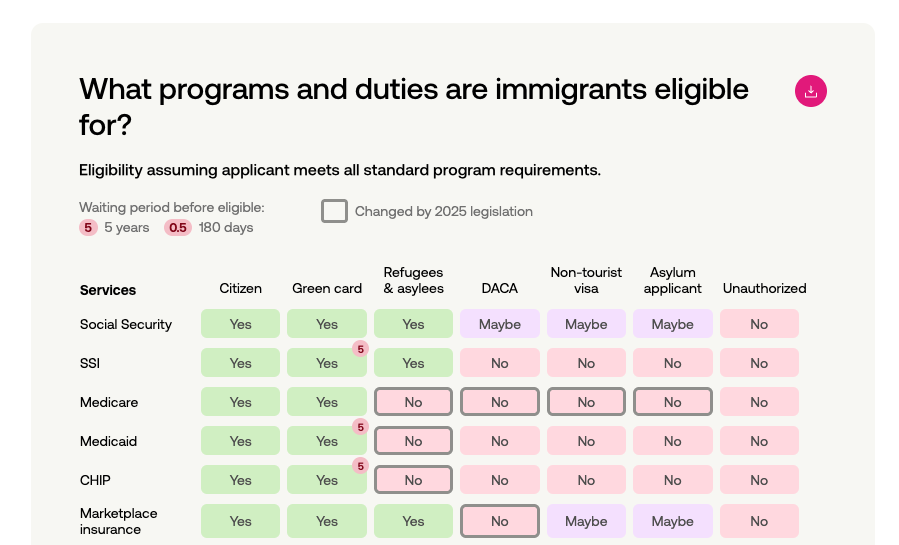 What programs and duties are immigrants eligible
for?
Eligibility assuming applicant meets all standard program requirements.
Waiting period before eligible:
5 5 years 0.5 180 days
Changed by 2025 legislation
Services Citizen Green card Refugees & asylees DACA Non-tourist visa Asylum applicant Unauthorized
Social Security Yes Yes Yes Maybe Maybe Maybe No
SSI Yes Yes 5 Yes No No No No
Medicare Yes Yes No No No No No
Medicaid Yes Yes 5 No No No No No
CHIP Yes Yes 5 No No No No No
Marketplace insurance Yes Yes Yes No Maybe Maybe No